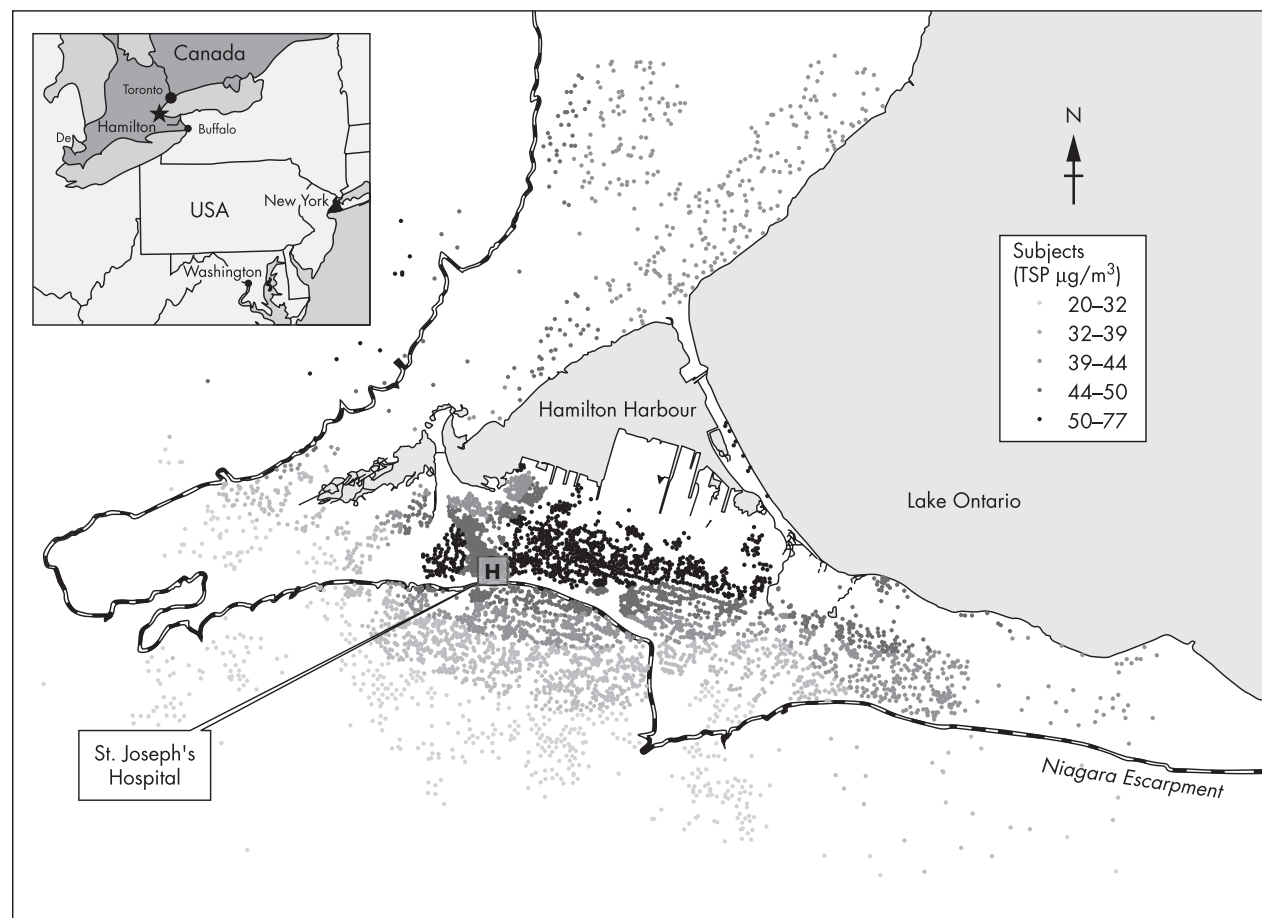 Canada
Toronto
Hamilton
De
Buffalo
USA
New York
Washington
N
Subjects
(TSP μg/m³)
20–32
32–39
39–44
44–50
50–77
Hamilton Harbour
Lake Ontario
H
St. Joseph's
Hospital
Niagara Escarpment